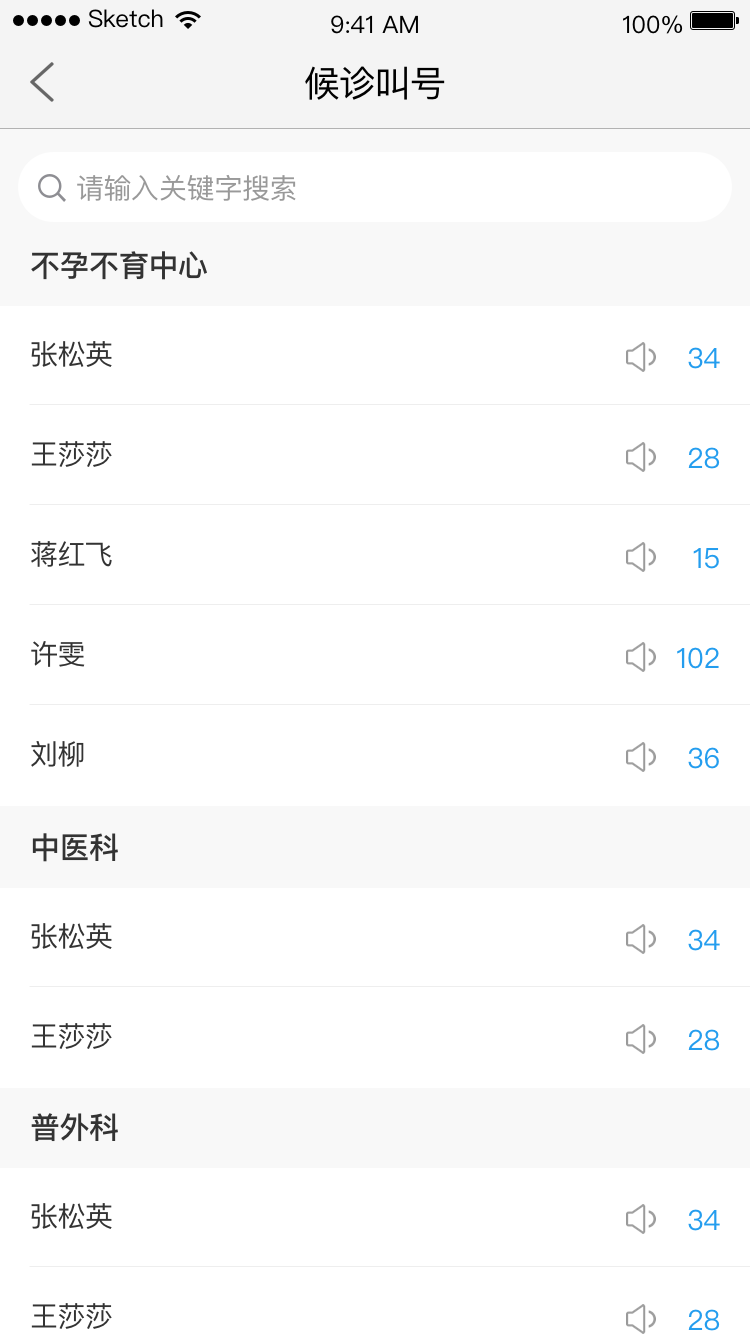 Sketch 9:41 AM 100%
候诊叫号
请输入关键字搜索
不孕不育中心
张松英 34
王莎莎 28
蒋红飞 15
许雯 102
刘柳 36
中医科
张松英 34
王莎莎 28
普外科
张松英 34
王莎莎 28